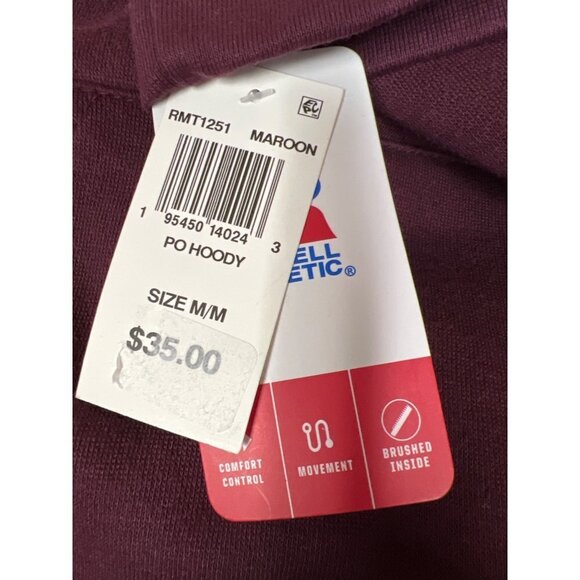 RMT1251 MAROON
1 95450 14024 3
PO HOODY
SIZE M/M
$35.00
ELL
ETIC®
COMFORT
CONTROL
MOVEMENT
BRUSHED
INSIDE